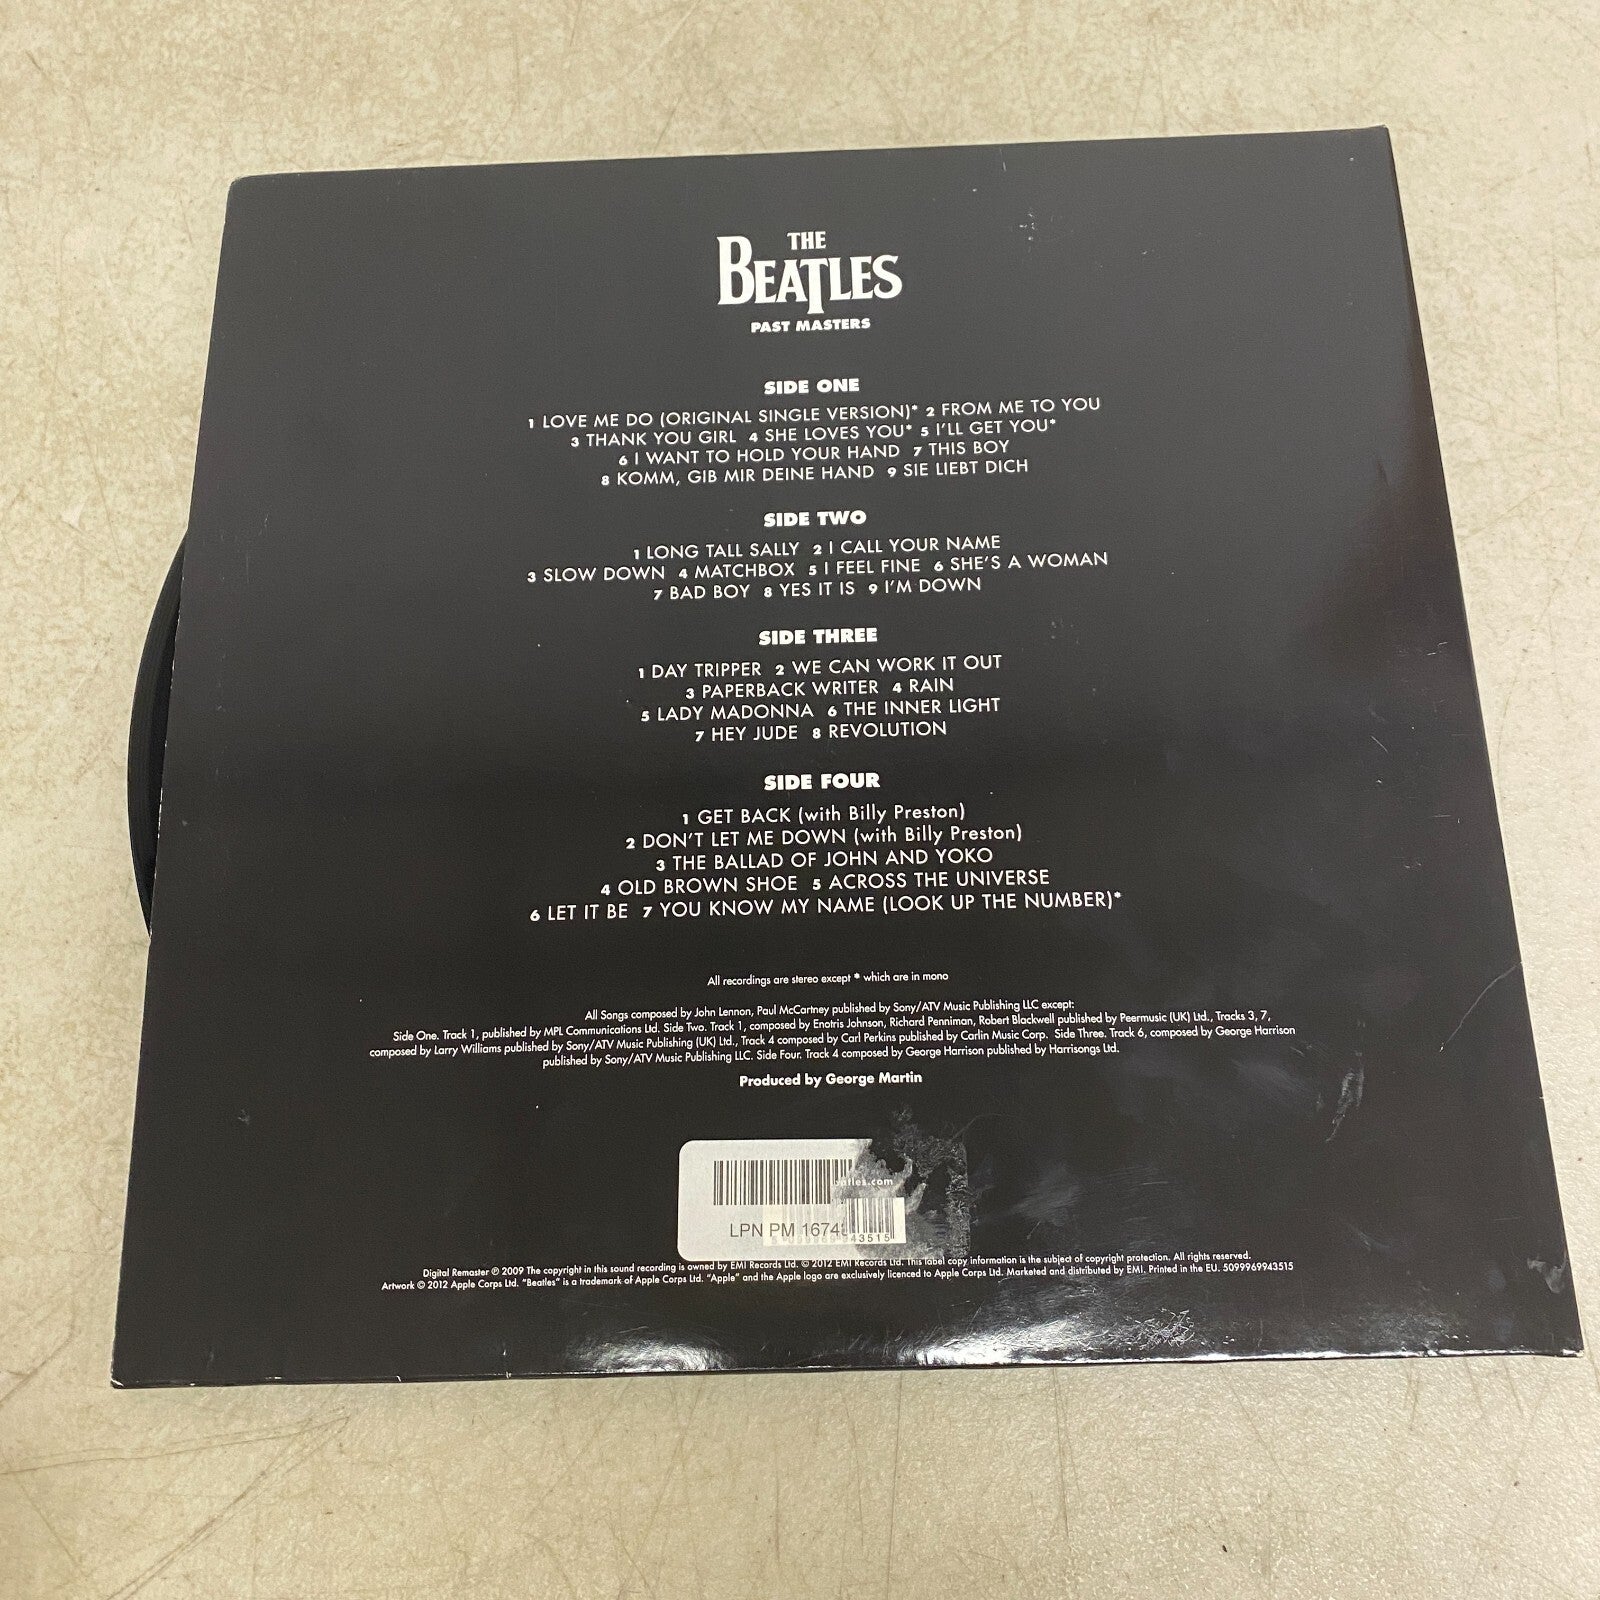 THE
BEATLES
PAST MASTERS
SIDE ONE
1 LOVE ME DO (ORIGINAL SINGLE VERSION)* 2 FROM ME TO YOU
3 THANK YOU GIRL 4 SHE LOVES YOU* 5 I'LL GET YOU*
6 I WANT TO HOLD YOUR HAND 7 THIS BOY
8 KOMM, GIB MIR DEINE HAND 9 SIE LIEBT DICH
SIDE TWO
1 LONG TALL SALLY 2 I CALL YOUR NAME
3 SLOW DOWN 4 MATCHBOX 5 I FEEL FINE 6 SHE'S A WOMAN
7 BAD BOY 8 YES IT IS 9 I'M DOWN
SIDE THREE
1 DAY TRIPPER 2 WE CAN WORK IT OUT
3 PAPERBACK WRITER 4 RAIN
5 LADY MADONNA 6 THE INNER LIGHT
7 HEY JUDE 8 REVOLUTION
SIDE FOUR
1 GET BACK (with Billy Preston)
2 DON'T LET ME DOWN (with Billy Preston)
3 THE BALLAD OF JOHN AND YOKO
4 OLD BROWN SHOE 5 ACROSS THE UNIVERSE
6 LET IT BE 7 YOU KNOW MY NAME (LOOK UP THE NUMBER)*
All recordings are stereo except * which are in mono
All Songs composed by John Lennon, Paul McCartney published by Sony/ATV Music Publishing LLC except:
Side One. Track 1, published by MPL Communications Ltd. Side Two. Track 1, composed by Enotris Johnson, Richard Penniman, Robert Blackwell published by Peermusic (UK) Ltd., Tracks 3, 7,
composed by Larry Williams published by Sony/ATV Music Publishing (UK) Ltd., Track 4 composed by Carl Perkins published by Carlin Music Corp. Side Three. Track 6, composed by George Harrison
published by Sony/ATV Music Publishing LLC. Side Four. Track 4 composed by George Harrison published by Harrisongs Ltd.
Produced by George Martin
atles.com
LPN PM 1674
943515
Digital Remaster ℗ 2009 The copyright in this sound recording is owned by EMI Records Ltd. © 2012 EMI Records Ltd. This label copy information is the subject of copyright protection. All rights reserved.
Artwork © 2012 Apple Corps Ltd. "Beatles" is a trademark of Apple Corps Ltd. "Apple" and the Apple logo are exclusively licenced to Apple Corps Ltd. Marketed and distributed by EMI. Printed in the EU. 5099969943515